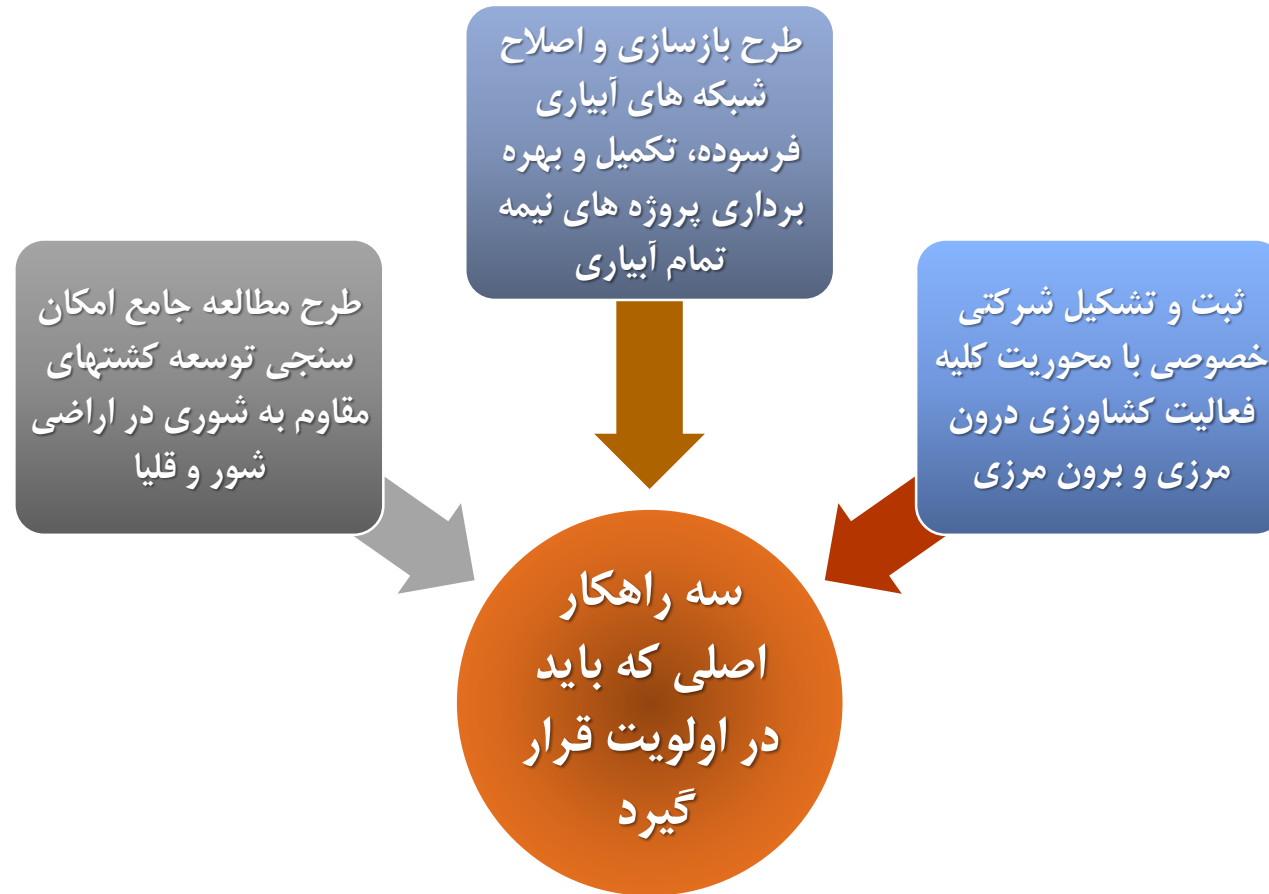 طرح بازسازی و اصلاح
شبکه های آبیاری
فرسوده، تکمیل و بهره
برداری پروژه های نیمه
تمام آبیاری
ثبت و تشکیل شرکتی
خصوصی با محوریت کلیه
فعالیت کشاورزی درون
مرزی و برون مرزی
طرح مطالعه جامع امکان
سنجی توسعه کشتهای
مقاوم به شوری در اراضی
شور و قلیا
سه راهکار
اصلی که باید
در اولویت قرار
گیرد